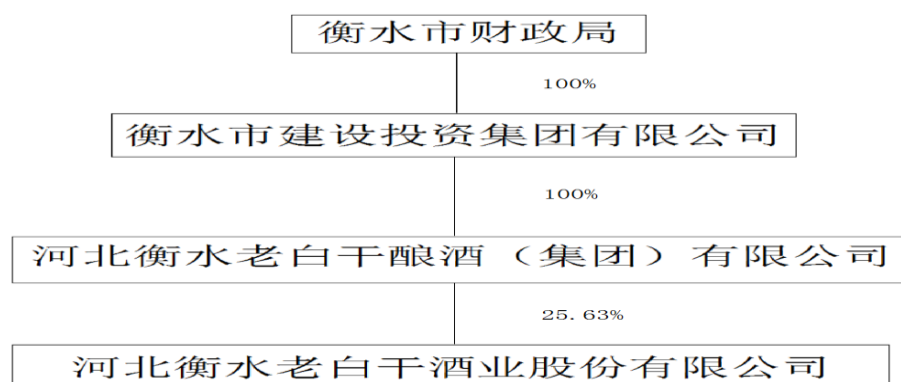 衡水市财政局
100%
衡水市建设投资集团有限公司
100%
河北衡水老白干酿酒（集团）有限公司
25.63%
河北衡水老白干酒业股份有限公司